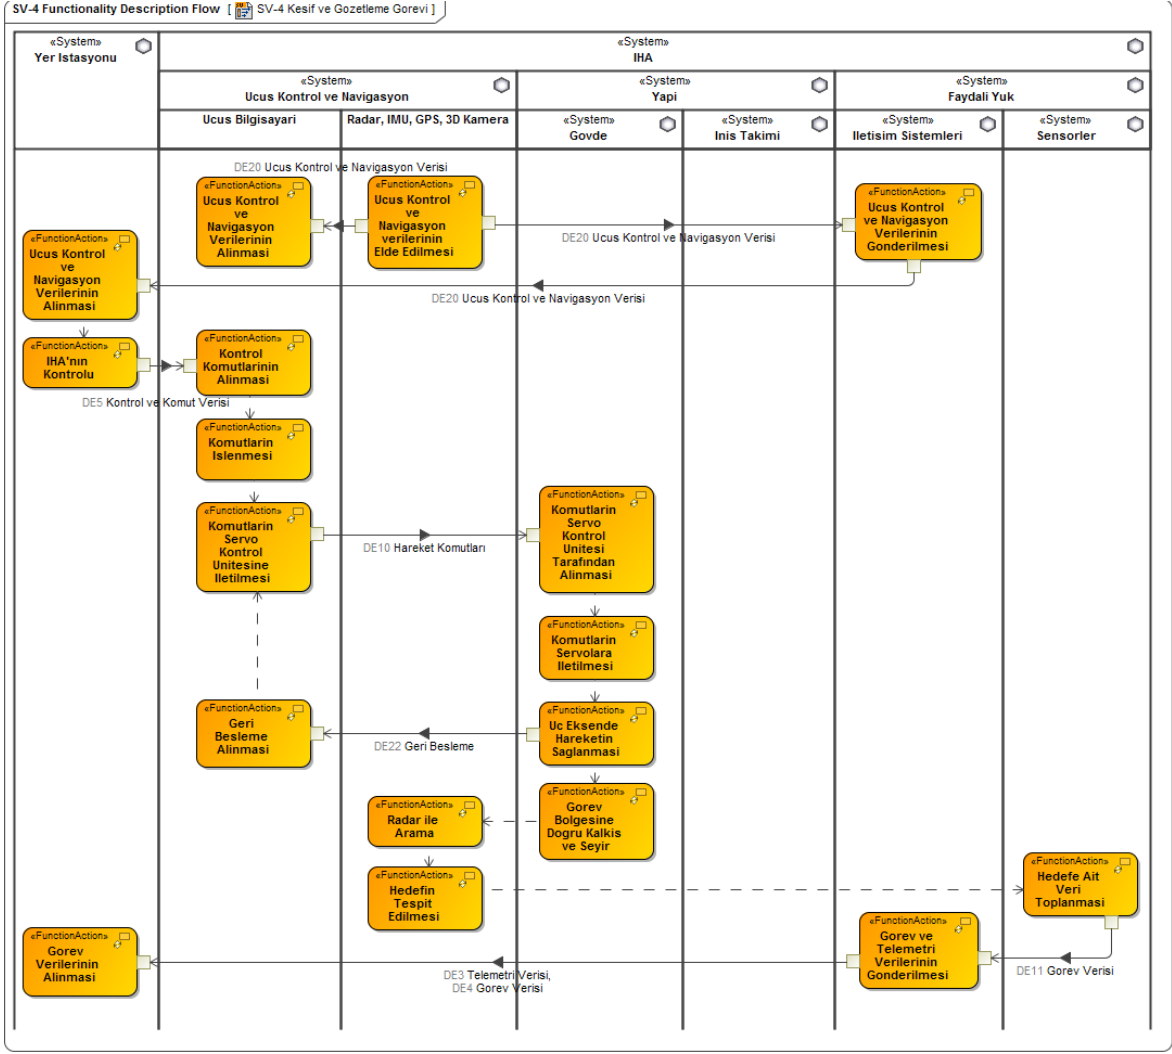 SV-4 Functionality Description Flow [ SV-4 Kesif ve Gozetleme Gorevi ]
«System»
Yer Istasyonu
«System»
IHA
«System»
Ucus Kontrol ve Navigasyon
«System»
Yapi
«System»
Faydali Yuk
Ucus Bilgisayari
Radar, IMU, GPS, 3D Kamera
«System»
Govde
«System»
Inis Takimi
«System»
Iletisim Sistemleri
«System»
Sensorler
DE20 Ucus Kontrol ve Navigasyon Verisi
«FunctionAction»
Ucus Kontrol
ve
Navigasyon
Verilerinin
Alinmasi
«FunctionAction»
Ucus Kontrol
ve
Navigasyon
verilerinin
Elde Edilmesi
DE20 Ucus Kontrol ve Navigasyon Verisi
«FunctionAction»
Ucus Kontrol
ve Navigasyon
Verilerinin
Gonderilmesi
«FunctionAction»
Ucus Kontrol
ve
Navigasyon
Verilerinin
Alinmasi
DE20 Ucus Kontrol ve Navigasyon Verisi
«FunctionAction»
IHA'nın
Kontrolu
DE5 Kontrol ve Komut Verisi
«FunctionAction»
Kontrol
Komutlarinin
Alinmasi
«FunctionAction»
Komutlarin
Islenmesi
«FunctionAction»
Komutlarin
Servo
Kontrol
Unitesine
Iletilmesi
DE10 Hareket Komutları
«FunctionAction»
Komutlarin
Servo
Kontrol
Unitesi
Tarafından
Alinmasi
«FunctionAction»
Komutlarin
Servolara
Iletilmesi
«FunctionAction»
Uc Eksende
Hareketin
Saglanmasi
DE22 Geri Besleme
«FunctionAction»
Geri
Besleme
Alinmasi
«FunctionAction»
Gorev
Bolgesine
Dogru Kalkis
ve Seyir
«FunctionAction»
Radar ile
Arama
«FunctionAction»
Hedefin
Tespit
Edilmesi
«FunctionAction»
Hedefe Ait
Veri
Toplanmasi
DE11 Gorev Verisi
«FunctionAction»
Gorev ve
Telemetri
Verilerinin
Gonderilmesi
DE3 Telemetri Verisi,
DE4 Gorev Verisi
«FunctionAction»
Gorev
Verilerinin
Alinmasi